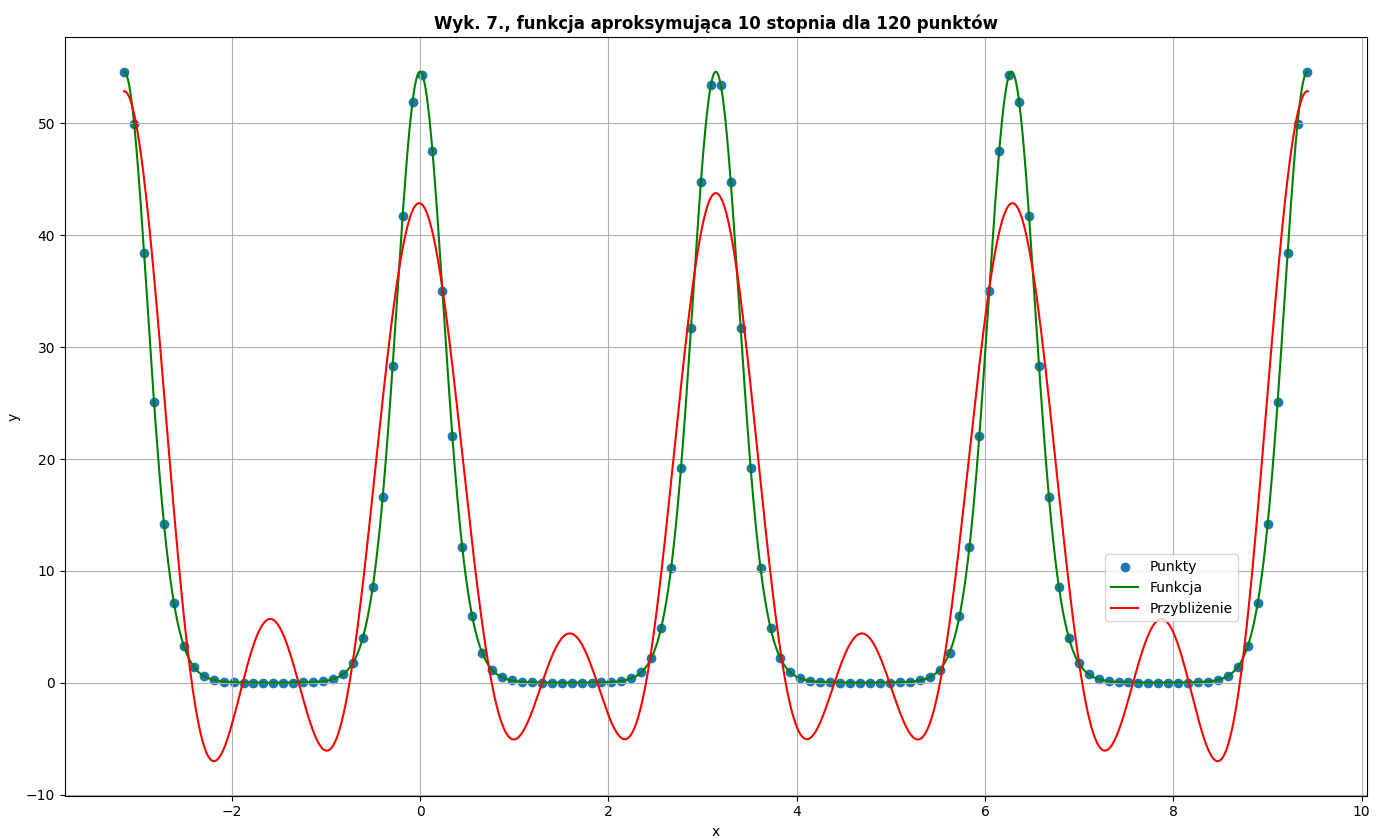 Wyk. 7., funkcja aproksymująca 10 stopnia dla 120 punktów
50
40
30
20
10
0
−10
y
Punkty
Funkcja
Przybliżenie
−2
0
2
4
6
8
10
x